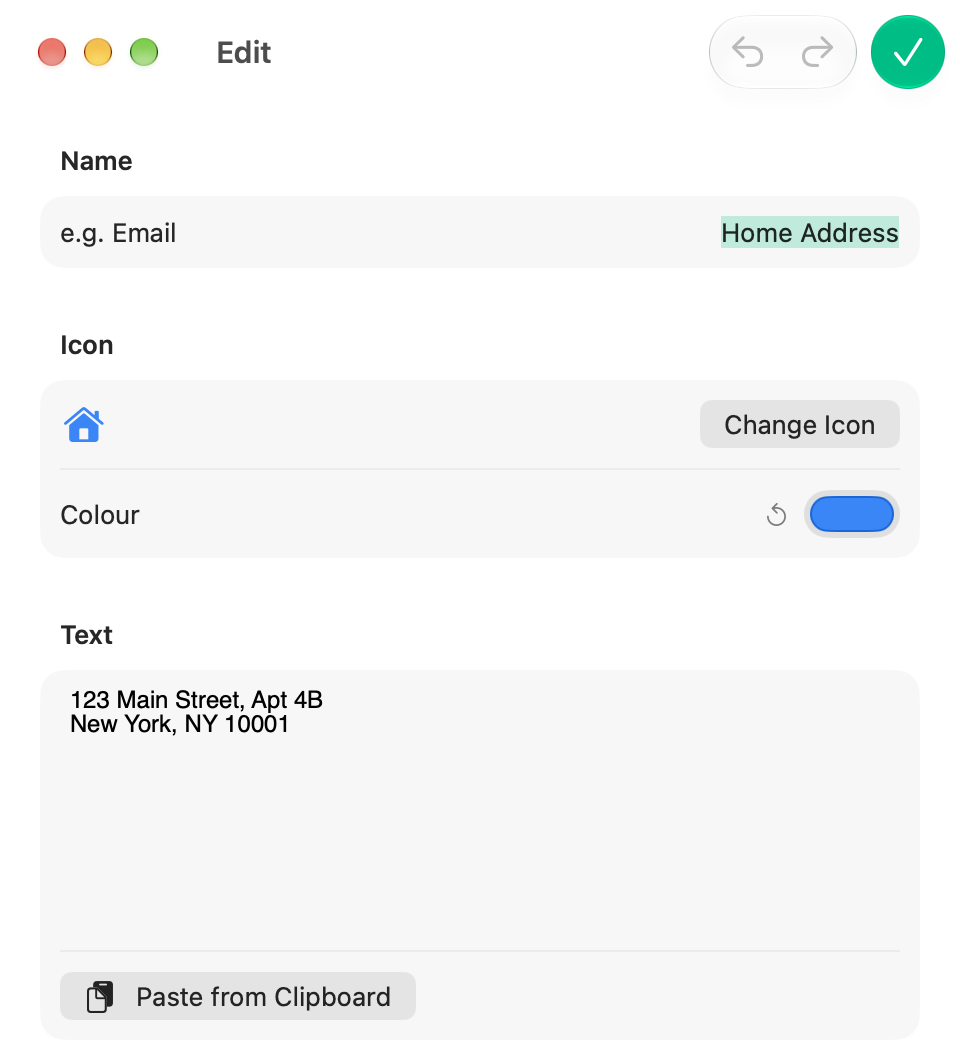 Edit
Name
e.g. Email Home Address
Icon
Change Icon
Colour
Text
123 Main Street, Apt 4B
New York, NY 10001
Paste from Clipboard